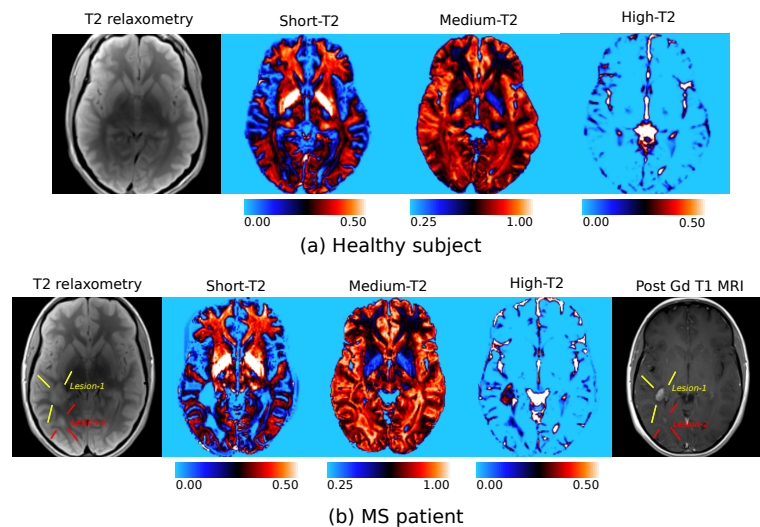 T2 relaxometry Short-T2 Medium-T2 High-T2
0.00 0.50 0.25 1.00 0.00 0.50
(a) Healthy subject
T2 relaxometry Short-T2 Medium-T2 High-T2 Post Gd T1 MRI
Lesion-1 Lesion-1
Lesion-2 Lesion-2
0.00 0.50 0.25 1.00 0.00 0.50
(b) MS patient